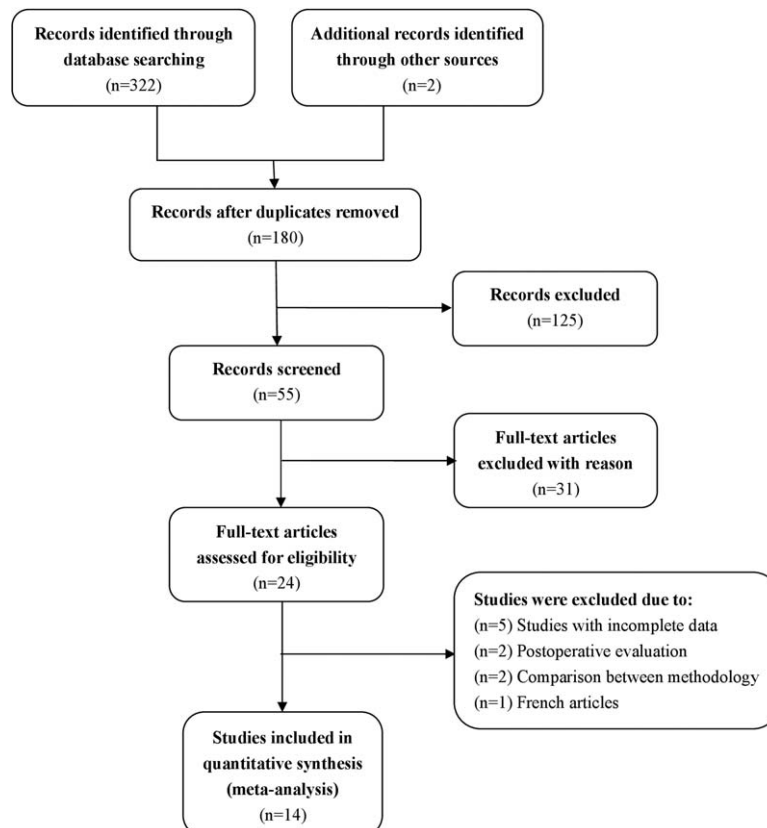 Records identified through
database searching
(n=322)
Additional records identified
through other sources
(n=2)
Records after duplicates removed
(n=180)
Records excluded
(n=125)
Records screened
(n=55)
Full-text articles
excluded with reason
(n=31)
Full-text articles
assessed for eligibility
(n=24)
Studies were excluded due to:
(n=5) Studies with incomplete data
(n=2) Postoperative evaluation
(n=2) Comparison between methodology
(n=1) French articles
Studies included in
quantitative synthesis
(meta-analysis)
(n=14)